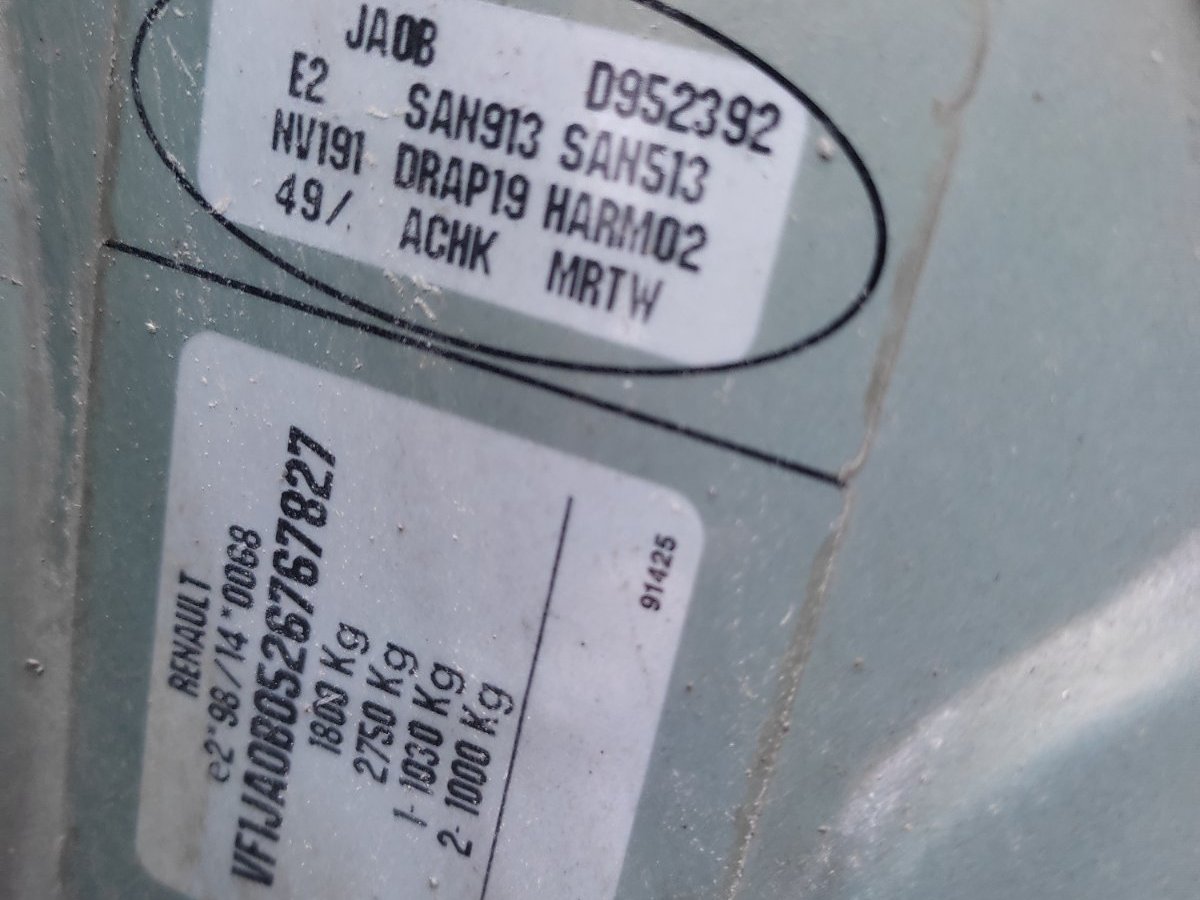 JA0B D952392
E2 SAN913 SAN513
NV191 DRAP19 HARM02
49/ ACHK MRTW
RENAULT
e2*98/14*0068
VF1JA0B0526767827
1800 Kg
2750 Kg
1- 1030 Kg
2- 1000 Kg
91425